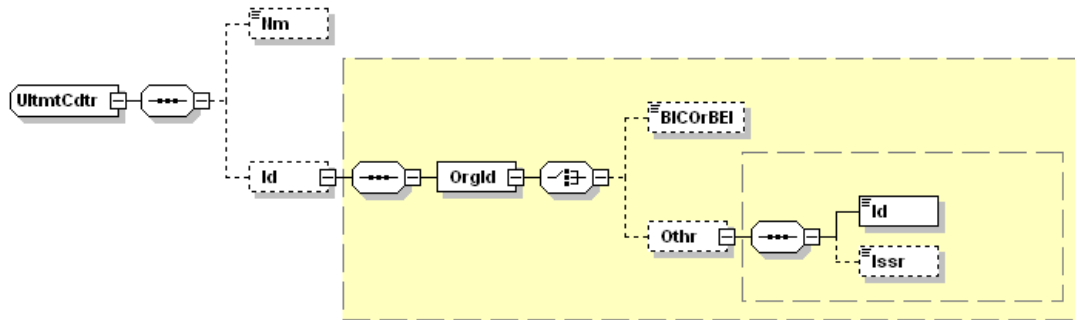 Nm
UltmtCdtr
BICOrBEI
Id
OrgId
Id
Othr
Issr